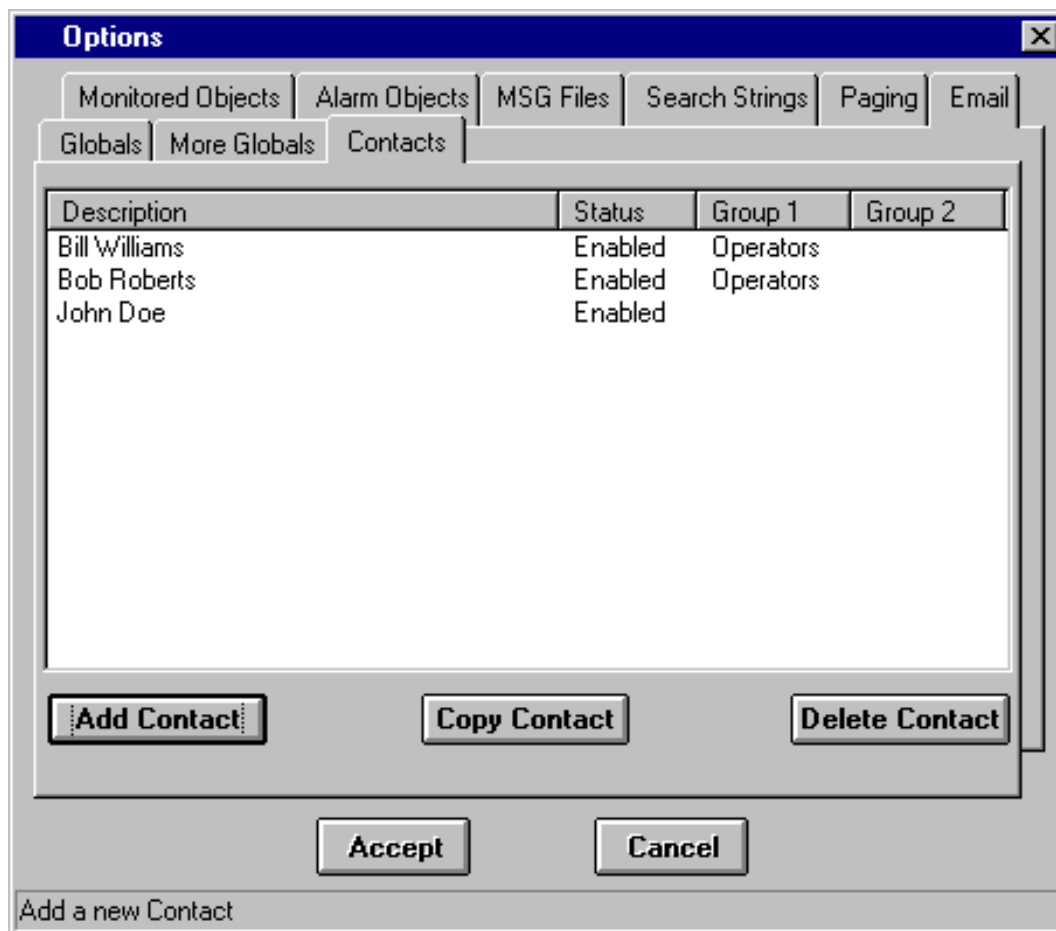 Options
Monitored Objects Alarm Objects MSG Files Search Strings Paging Email
Globals More Globals Contacts
Description Status Group 1 Group 2
Bill Williams Enabled Operators
Bob Roberts Enabled Operators
John Doe Enabled
Add Contact Copy Contact Delete Contact
Accept Cancel
Add a new Contact